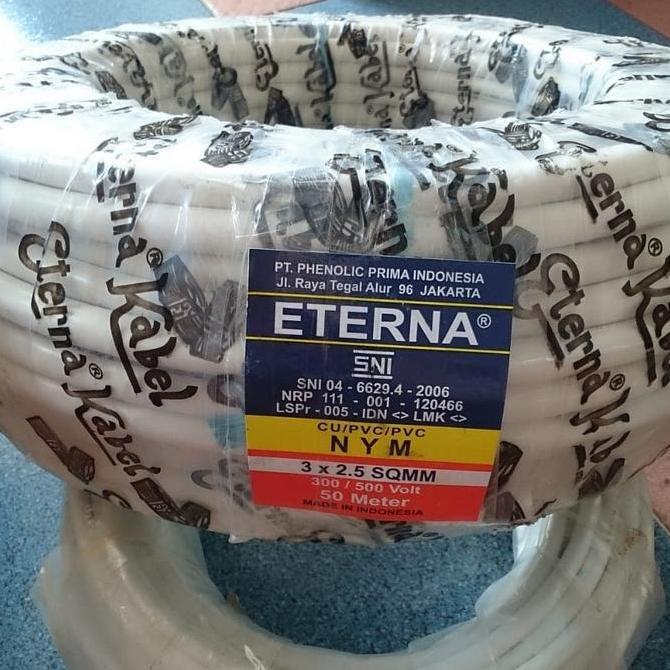 PT. PHENOLIC PRIMA INDONESIA
Jl. Raya Tegal Alur 96 JAKARTA
ETERNA®
SNI
SNI 04 - 6629.4 - 2006
NRP 111 - 001 - 120466
LSPr - 005 - IDN <> LMK <>
CU/PVC/PVC
N Y M
3 x 2.5 SQMM
300 / 500 Volt
50 Meter
MADE IN INDONESIA
Eterna® Kabel
Eterna® Kabel
Eterna® Kabel